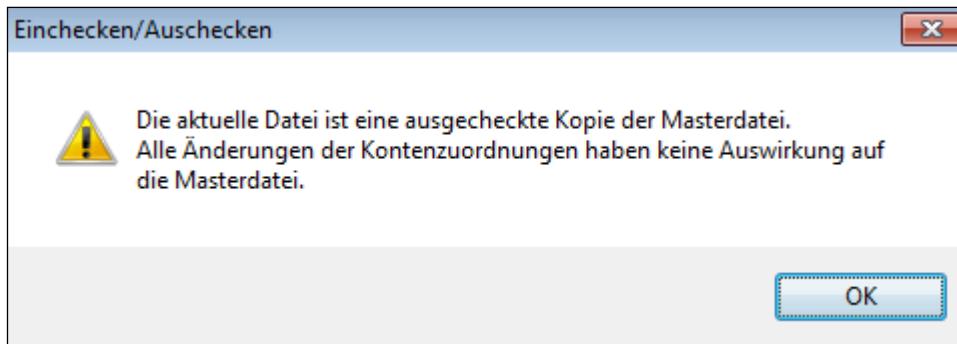 Einchecken/Auschecken
Die aktuelle Datei ist eine ausgecheckte Kopie der Masterdatei.
Alle Änderungen der Kontenzuordnungen haben keine Auswirkung auf
die Masterdatei.
OK